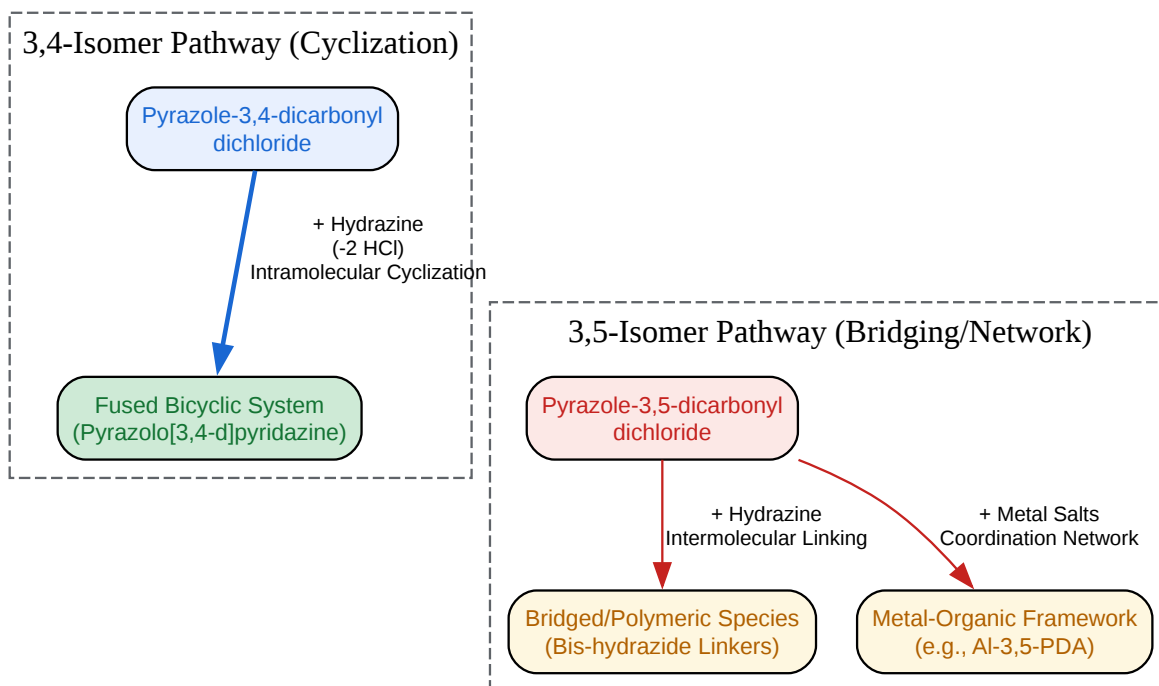 3,4-Isomer Pathway (Cyclization)
Pyrazole-3,4-dicarbonyl
dichloride
+ Hydrazine
(-2 HCl)
Intramolecular Cyclization
Fused Bicyclic System
(Pyrazolo[3,4-d]pyridazine)
3,5-Isomer Pathway (Bridging/Network)
Pyrazole-3,5-dicarbonyl
dichloride
+ Hydrazine
Intermolecular Linking
+ Metal Salts
Coordination Network
Bridged/Polymeric Species
(Bis-hydrazide Linkers)
Metal-Organic Framework
(e.g., Al-3,5-PDA)